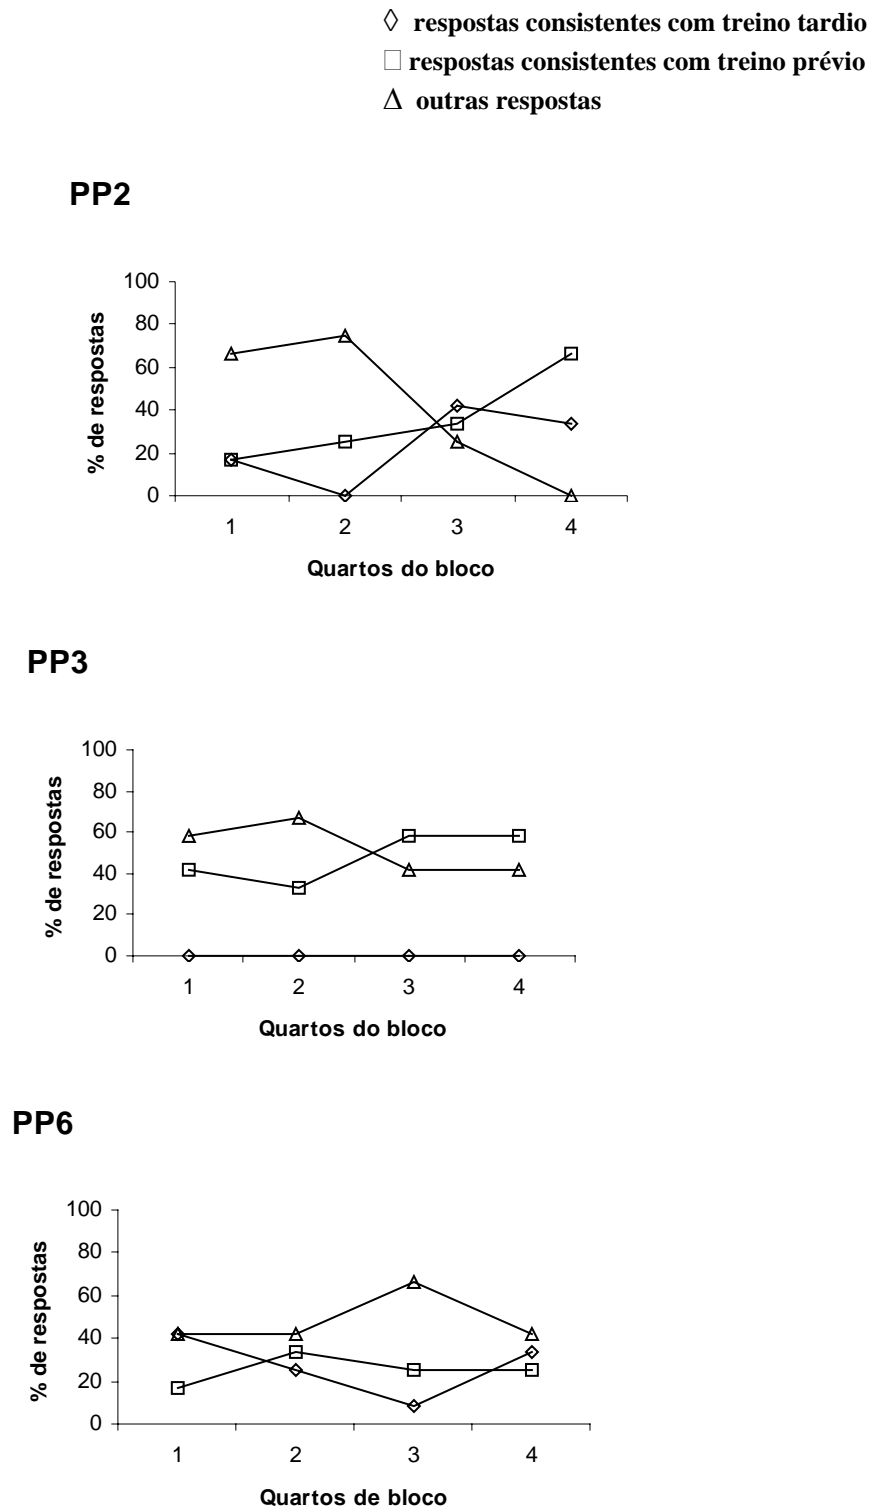 ◊ respostas consistentes com treino tardio
□ respostas consistentes com treino prévio
Δ outras respostas
PP2
% de respostas
100
80
60
40
20
0
1 2 3 4
Quartos do bloco
PP3
% de respostas
100
80
60
40
20
0
1 2 3 4
Quartos do bloco
PP6
% de respostas
100
80
60
40
20
0
1 2 3 4
Quartos de bloco